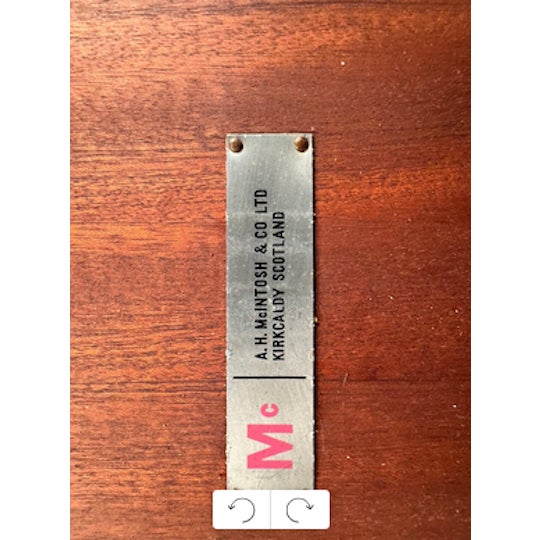 Mc
A.H. McINTOSH & CO LTD
KIRKCALDY SCOTLAND